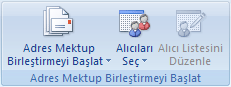 Adres Mektup
Birleştirmeyi Başlat
Alıcıları
Seç
Alıcı Listesini
Düzenle
Adres Mektup Birleştirmeyi Başlat